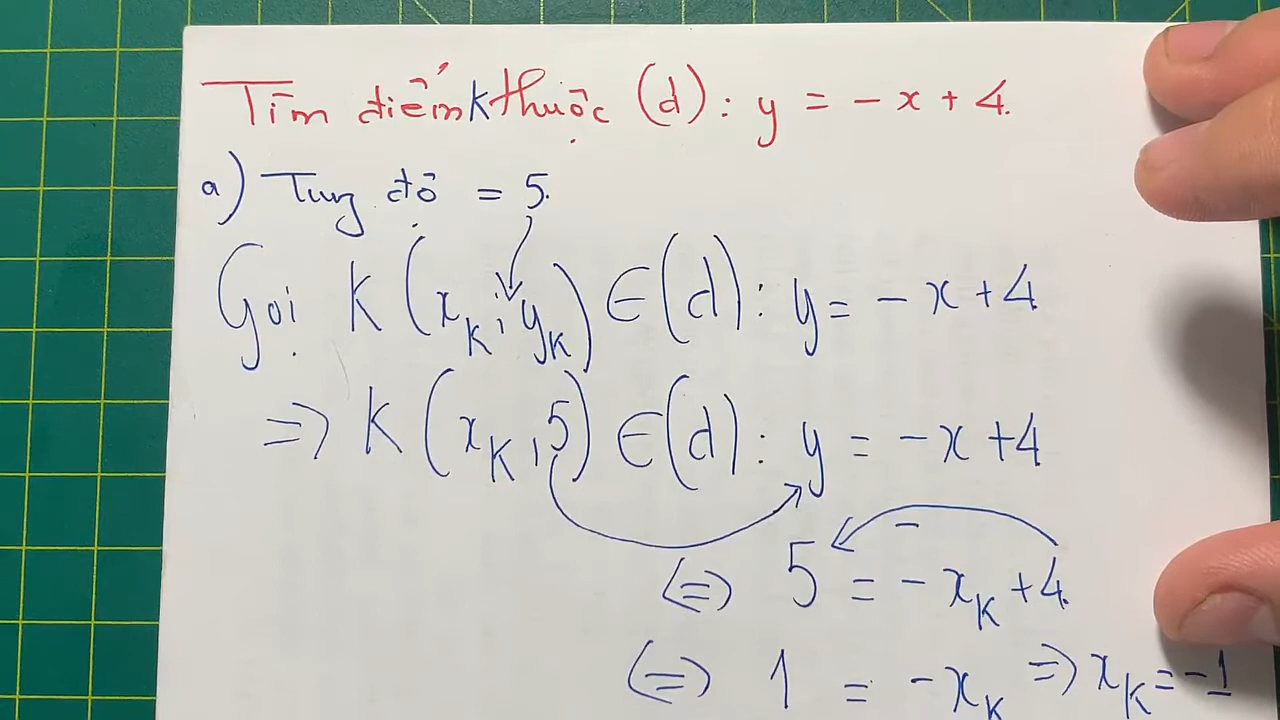 Tìm điểm K thuộc (d): y = -x + 4.
a) Tung độ = 5.
Gọi K (x_K; y_K) ∈ (d): y = -x + 4
=> K (x_K, 5) ∈ (d): y = -x + 4
-
<=> 5 = -x_K + 4.
<=> 1 = -x_K => x_K = -1